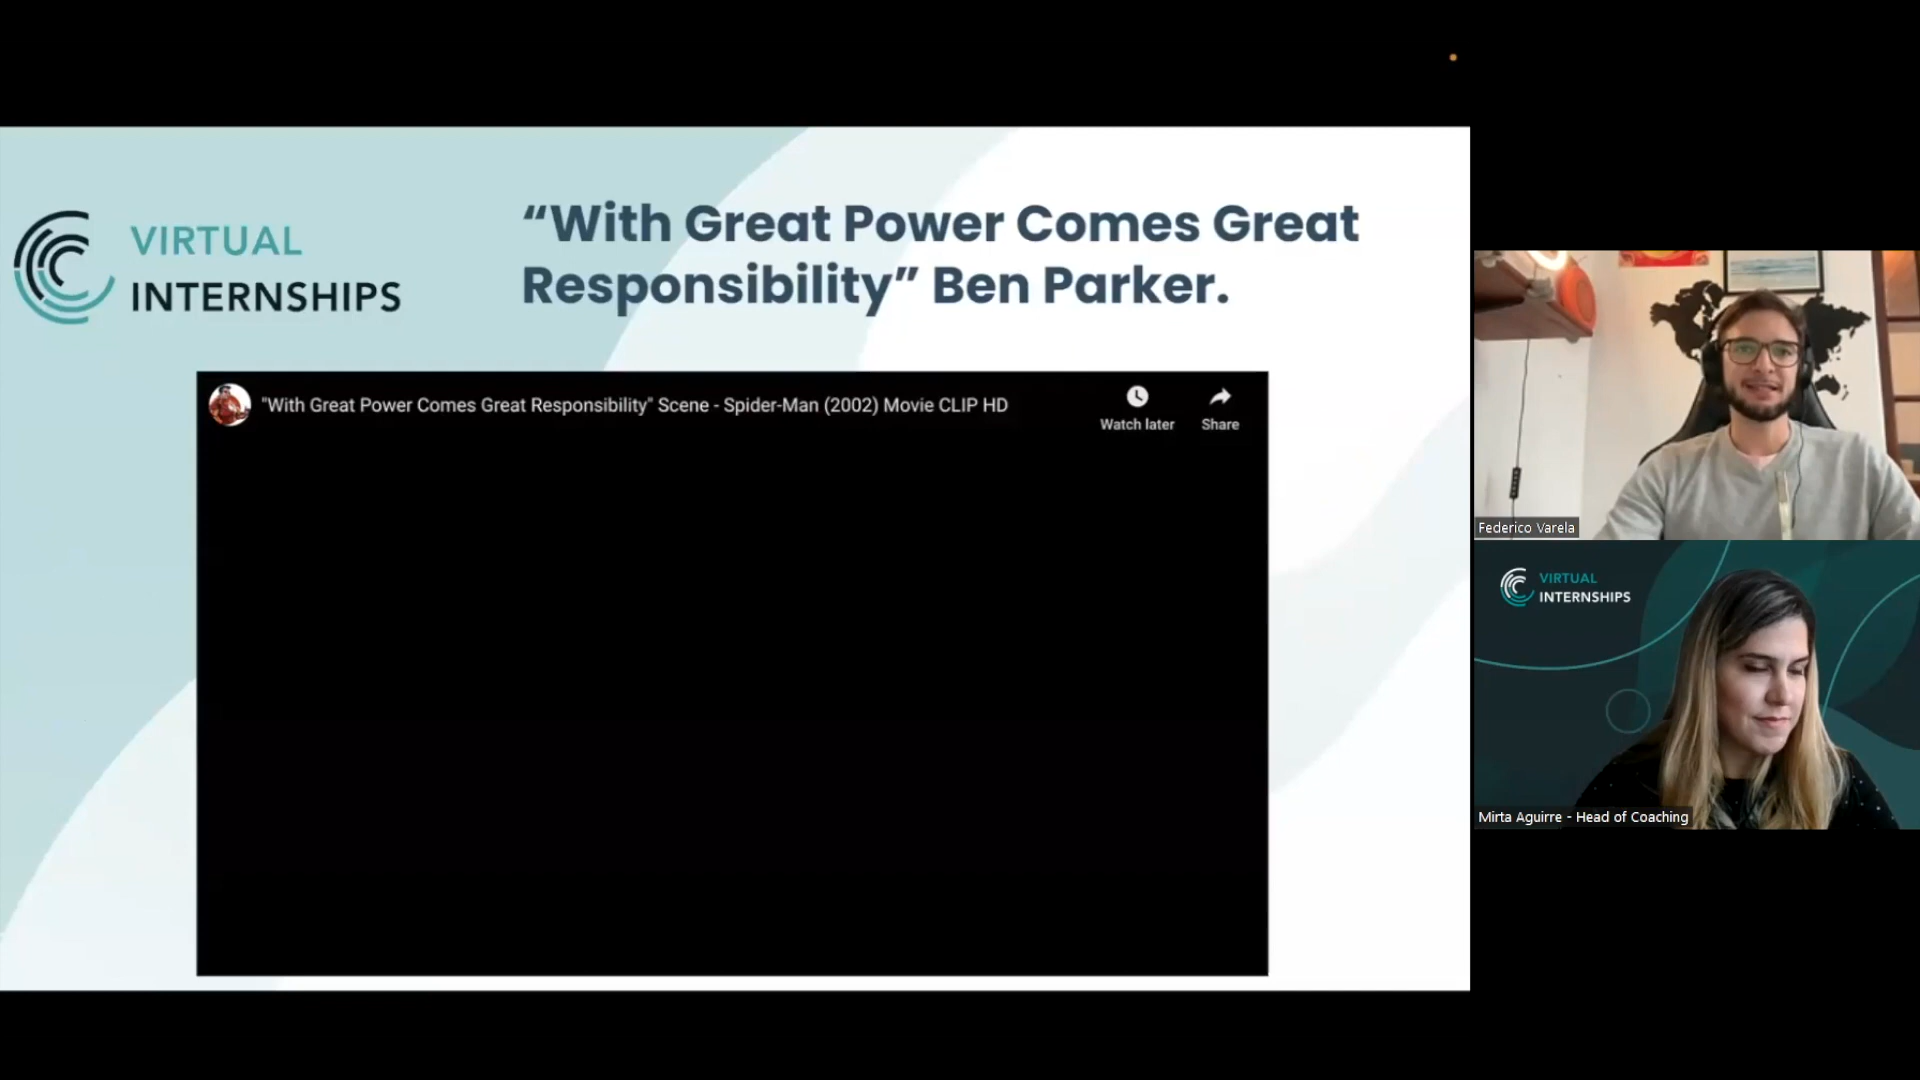 VIRTUAL
INTERNSHIPS
“With Great Power Comes Great
Responsibility” Ben Parker.
"With Great Power Comes Great Responsibility" Scene - Spider-Man (2002) Movie CLIP HD
Watch later
Share
Federico Varela
VIRTUAL
INTERNSHIPS
Mirta Aguirre - Head of Coaching